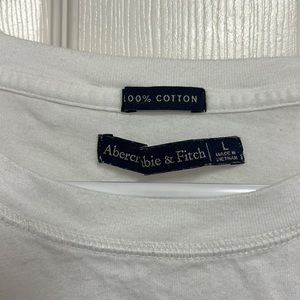 100% COTTON
Abercrombie & Fitch
L
MADE IN
VIETNAM